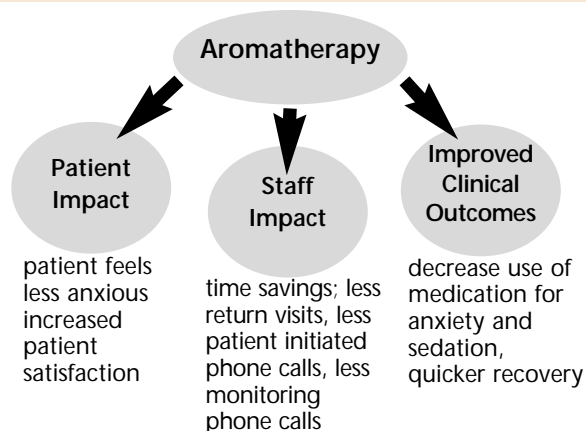 Aromatherapy
Patient
Impact
patient feels
less anxious
increased
patient
satisfaction
Staff
Impact
time savings; less
return visits, less
patient initiated
phone calls, less
monitoring
phone calls
Improved
Clinical
Outcomes
decrease use of
medication for
anxiety and
sedation,
quicker recovery